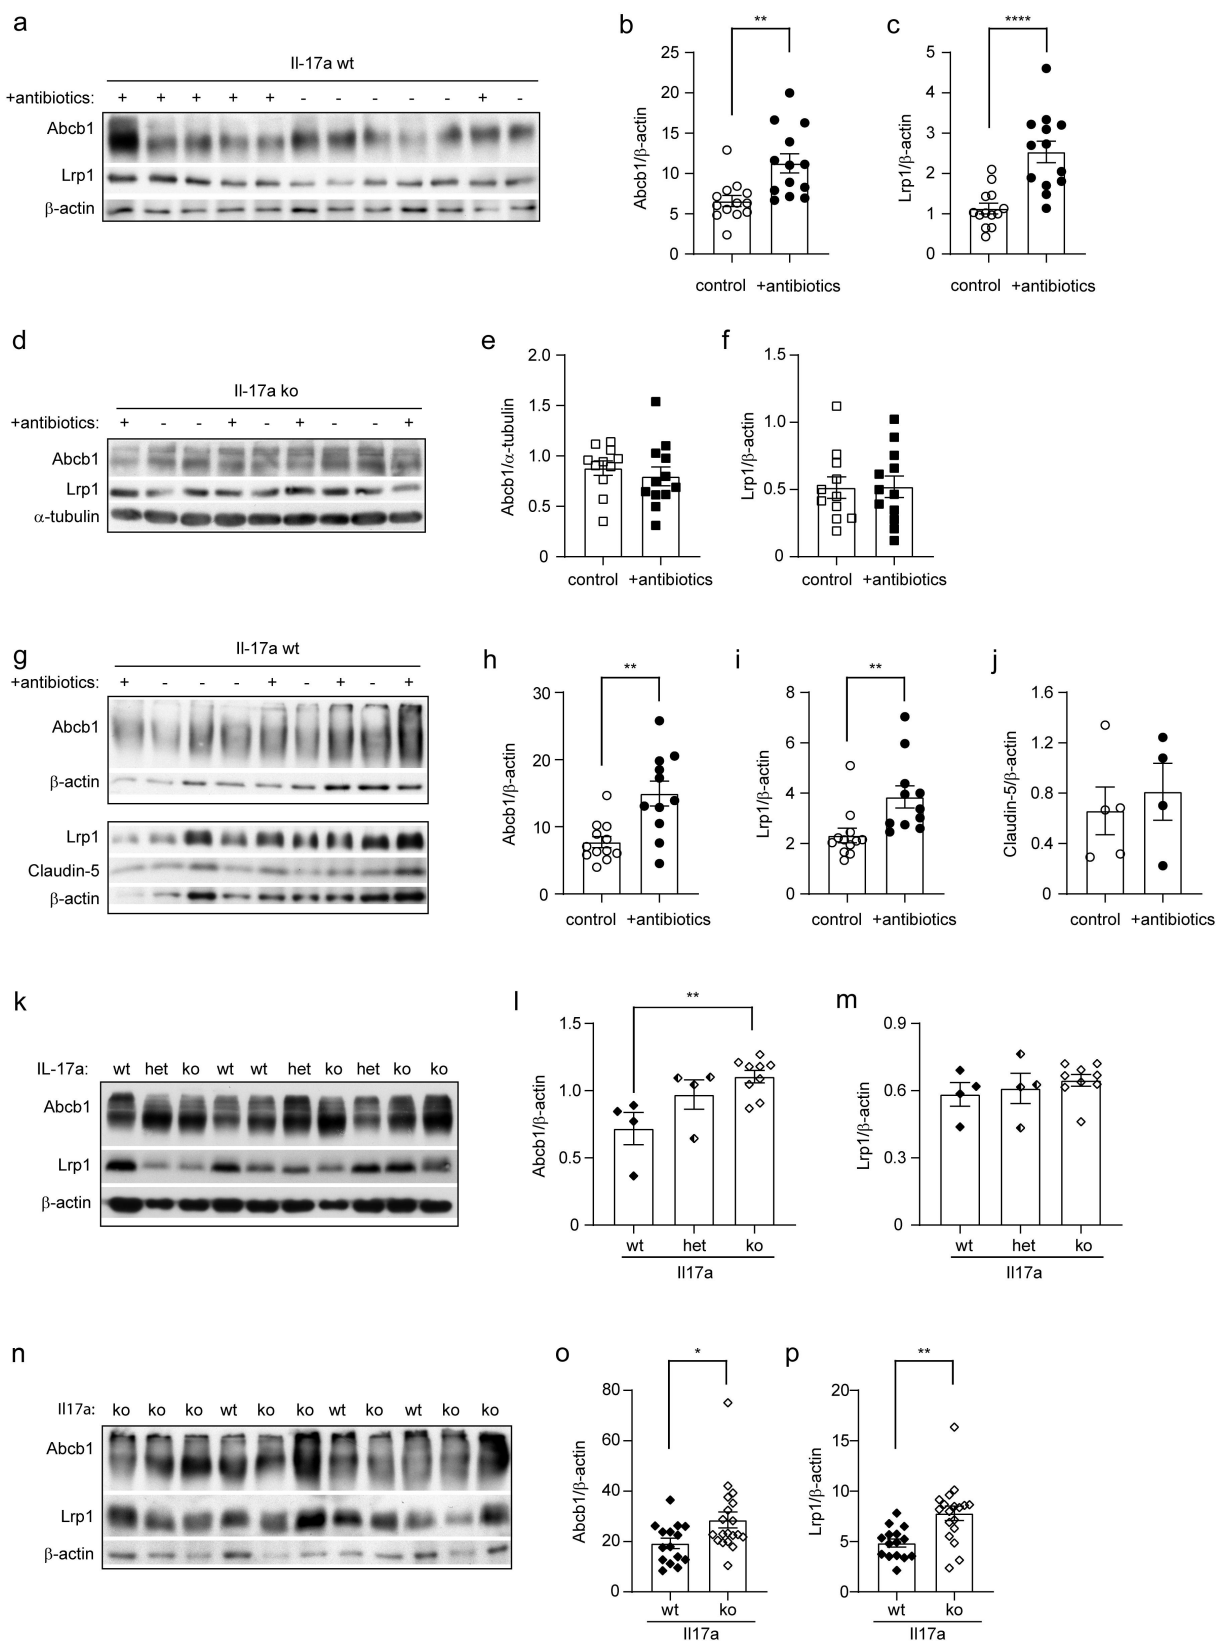 a
Il-17a wt
+antibiotics: + + + + + - - - - - + -
Abcb1
Lrp1
β-actin
b
**
Abcb1/β-actin
25
20
15
10
5
0
control +antibiotics
c
****
Lrp1/β-actin
5
4
3
2
1
0
control +antibiotics
d
Il-17a ko
+antibiotics: + - - + - + - - +
Abcb1
Lrp1
α-tubulin
e
Abcb1/α-tubulin
2.0
1.5
1.0
0.5
0
control +antibiotics
f
Lrp1/β-actin
1.5
1.0
0.5
0
control +antibiotics
g
Il-17a wt
+antibiotics: + - - - + - + - +
Abcb1
β-actin
Lrp1
Claudin-5
β-actin
h
**
Abcb1/β-actin
30
20
10
0
control +antibiotics
i
**
Lrp1/β-actin
8
6
4
2
0
control +antibiotics
j
Claudin-5/β-actin
1.6
1.2
0.8
0.4
0
control +antibiotics
k
IL-17a: wt het ko wt wt het ko het ko ko
Abcb1
Lrp1
β-actin
l
**
Abcb1/β-actin
1.5
1.0
0.5
0
wt het ko
Il17a
m
Lrp1/β-actin
0.9
0.6
0.3
0
wt het ko
Il17a
n
Il17a: ko ko ko wt ko ko wt ko wt ko ko
Abcb1
Lrp1
β-actin
o
*
Abcb1/β-actin
80
60
40
20
0
wt ko
Il17a
p
**
Lrp1/β-actin
20
15
10
5
0
wt ko
Il17a